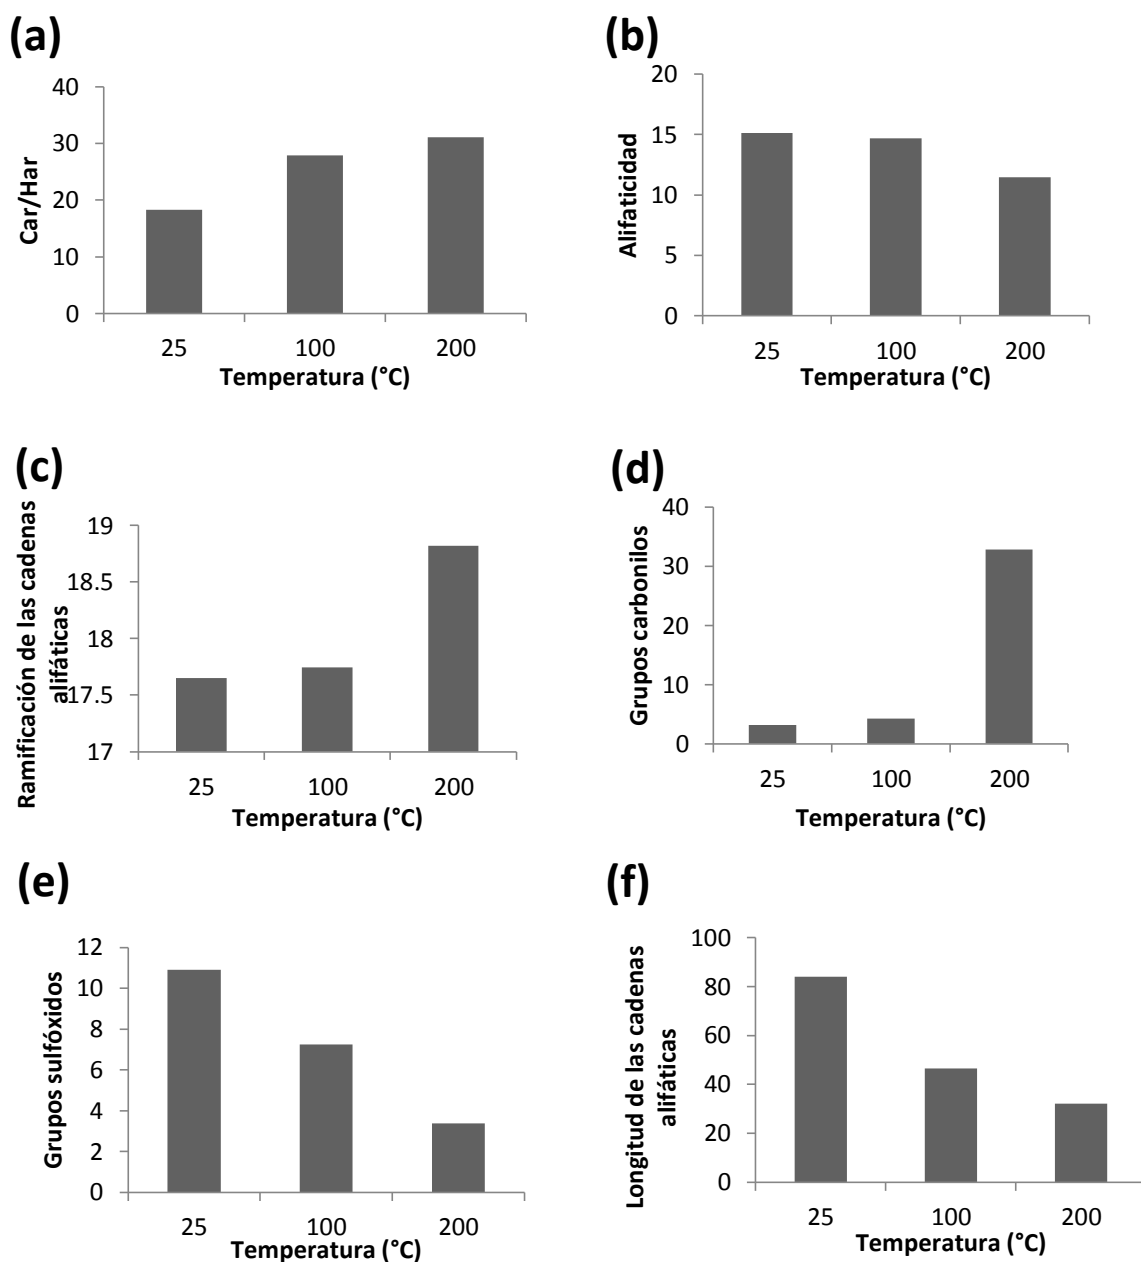 (a)
Car/Har
40
30
20
10
0
25 100 200
Temperatura (°C)
(b)
Alifaticidad
20
15
10
5
0
25 100 200
Temperatura (°C)
(c)
Ramificación de las cadenas
alifáticas
19
18.5
18
17.5
17
25 100 200
Temperatura (°C)
(d)
Grupos carbonilos
40
30
20
10
0
25 100 200
Temperatura (°C)
(e)
Grupos sulfóxidos
12
10
8
6
4
2
0
25 100 200
Temperatura (°C)
(f)
Longitud de las cadenas
alifáticas
100
80
60
40
20
0
25 100 200
Temperatura (°C)